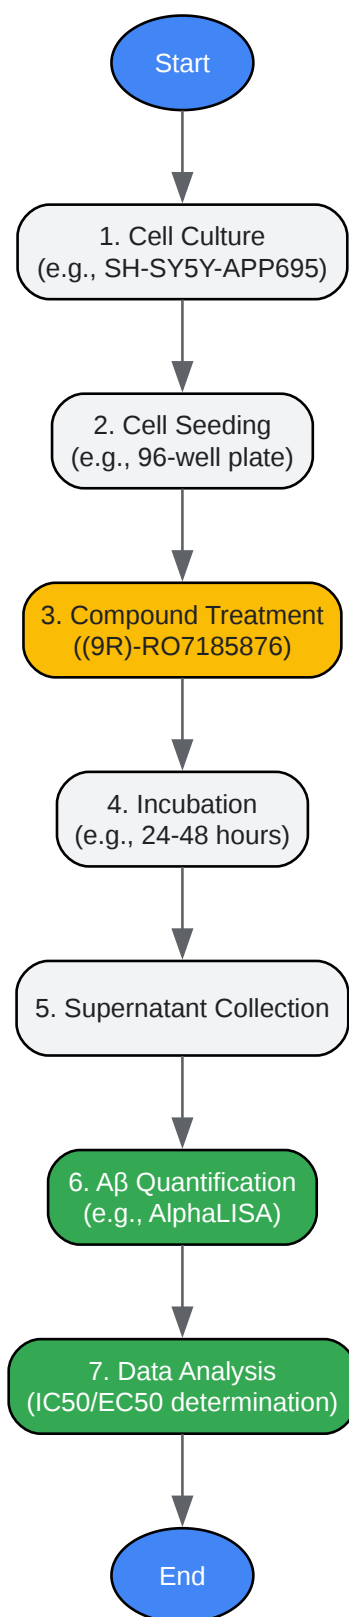 Start
1. Cell Culture
(e.g., SH-SY5Y-APP695)
2. Cell Seeding
(e.g., 96-well plate)
3. Compound Treatment
((9R)-RO7185876)
4. Incubation
(e.g., 24-48 hours)
5. Supernatant Collection
6. Aβ Quantification
(e.g., AlphaLISA)
7. Data Analysis
(IC50/EC50 determination)
End